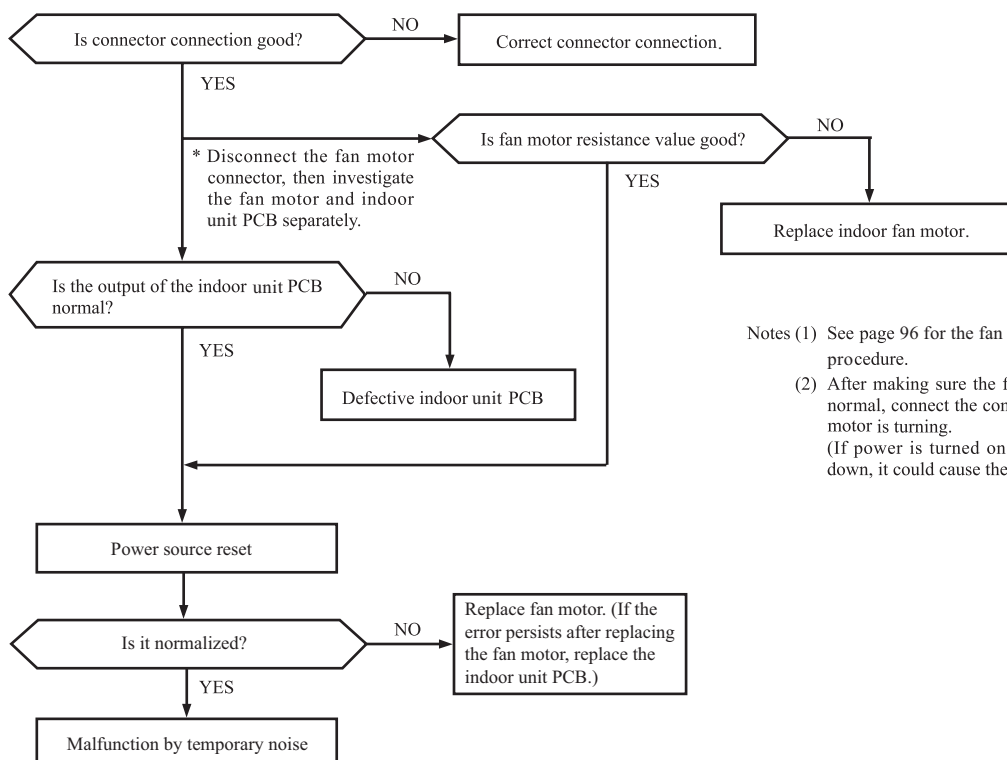 Is connector connection good?
NO
Correct connector connection.
YES
Is fan motor resistance value good?
NO
* Disconnect the fan motor
connector, then investigate
the fan motor and indoor
unit PCB separately.
YES
Replace indoor fan motor.
Is the output of the indoor unit PCB
normal?
NO
YES
Defective indoor unit PCB
Notes (1) See page 96 for the fan
procedure.
(2) After making sure the
normal, connect the
motor is turning.
(If power is turned on
down, it could cause the
Power source reset
Is it normalized?
NO
Replace fan motor. (If the
error persists after replacing
the fan motor, replace the
indoor unit PCB.)
YES
Malfunction by temporary noise